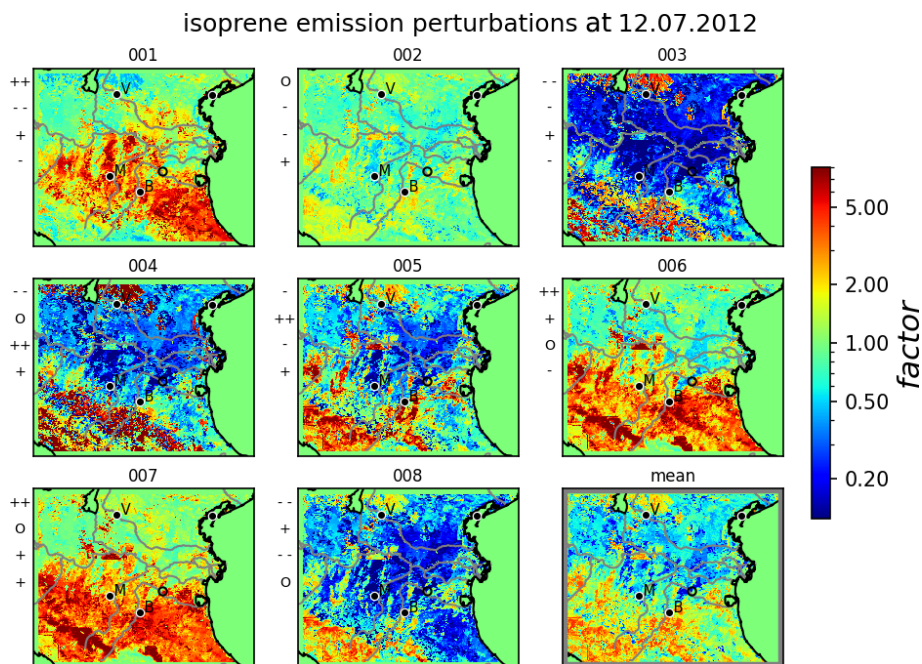 isoprene emission perturbations at 12.07.2012
001 002 003
++ O - -
V
- - - -
+ - +
- + -
M
B
5.00
004 005 006
- - - ++
V V V
2.00
O ++ +
++ - O
1.00
+ + -
M M M
B B B
0.50
factor
0.20
007 008 mean
++ - - V
V V
O +
+ - -
+ O
M M M
B B B